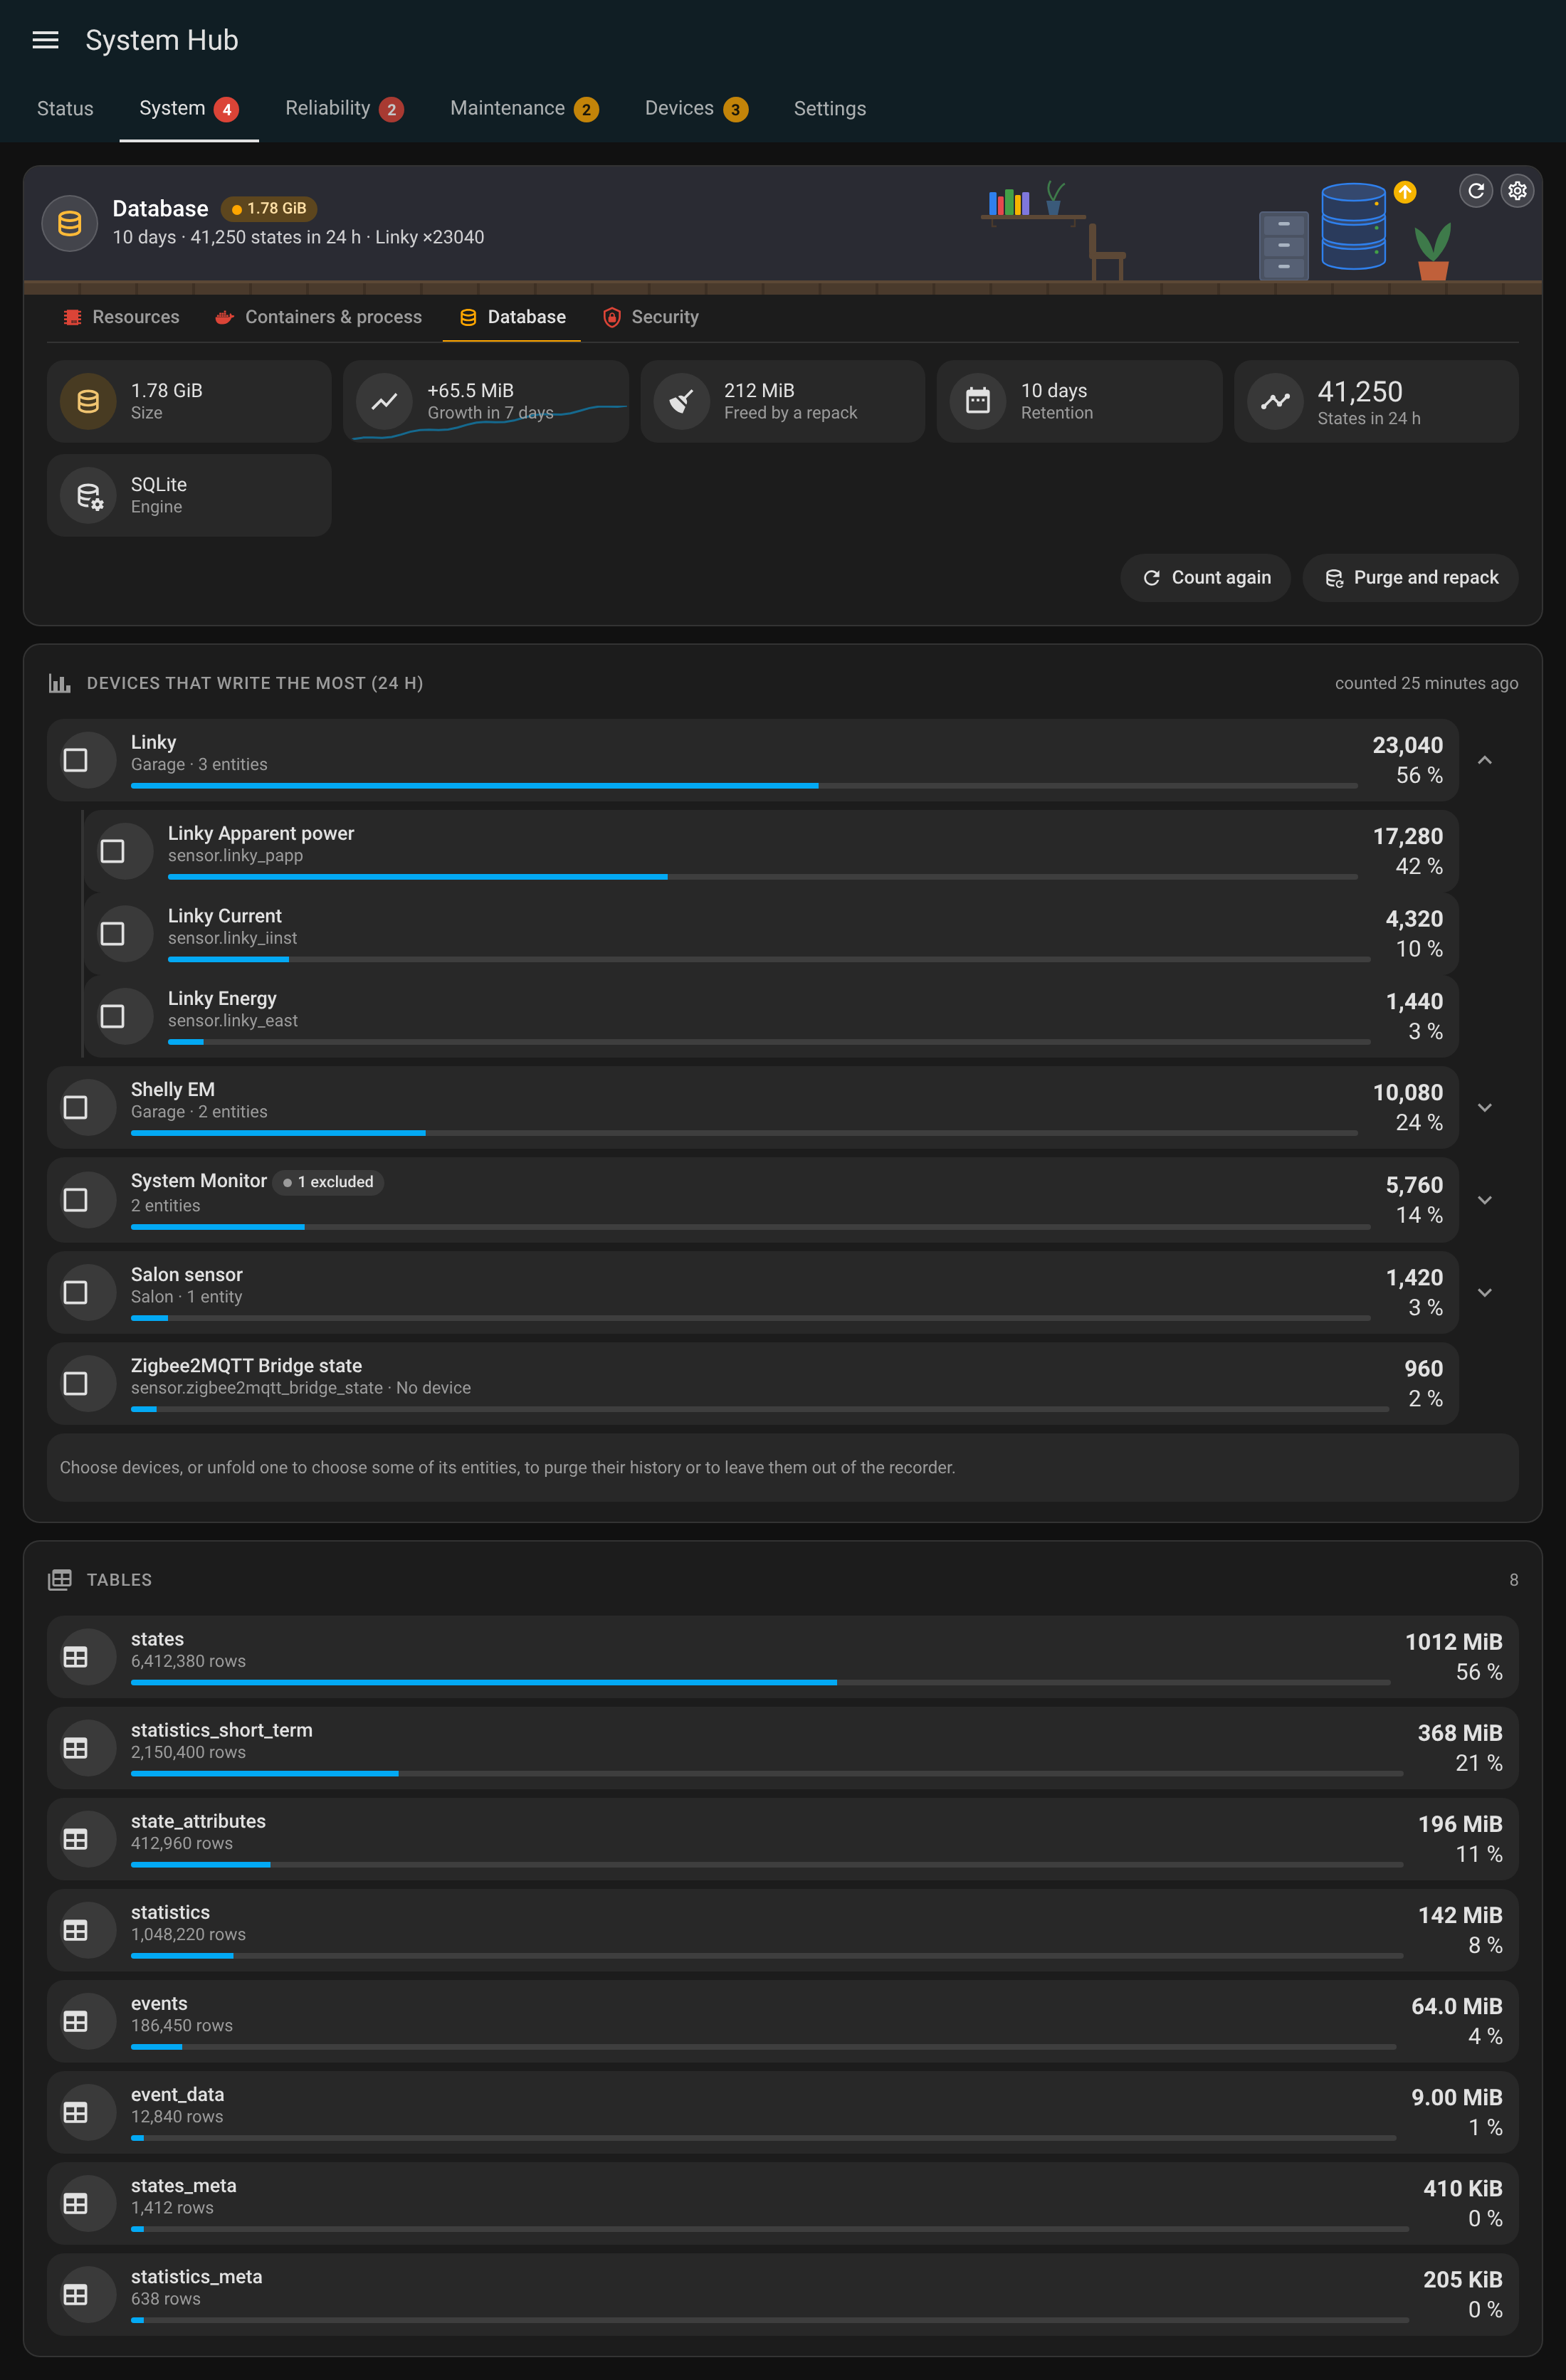 System Hub
Status
System 4
Reliability 2
Maintenance 2
Devices 3
Settings
Database 1.78 GiB
10 days · 41,250 states in 24 h · Linky ×23040
Resources
Containers & process
Database
Security
1.78 GiB
Size
+65.5 MiB
Growth in 7 days
212 MiB
Freed by a repack
10 days
Retention
41,250
States in 24 h
SQLite
Engine
Count again
Purge and repack
DEVICES THAT WRITE THE MOST (24 H)
counted 25 minutes ago
Linky
Garage · 3 entities
23,040
56 %
Linky Apparent power
sensor.linky_papp
17,280
42 %
Linky Current
sensor.linky_iinst
4,320
10 %
Linky Energy
sensor.linky_east
1,440
3 %
Shelly EM
Garage · 2 entities
10,080
24 %
System Monitor 1 excluded
2 entities
5,760
14 %
Salon sensor
Salon · 1 entity
1,420
3 %
Zigbee2MQTT Bridge state
sensor.zigbee2mqtt_bridge_state · No device
960
2 %
Choose devices, or unfold one to choose some of its entities, to purge their history or to leave them out of the recorder.
TABLES
8
states
6,412,380 rows
1012 MiB
56 %
statistics_short_term
2,150,400 rows
368 MiB
21 %
state_attributes
412,960 rows
196 MiB
11 %
statistics
1,048,220 rows
142 MiB
8 %
events
186,450 rows
64.0 MiB
4 %
event_data
12,840 rows
9.00 MiB
1 %
states_meta
1,412 rows
410 KiB
0 %
statistics_meta
638 rows
205 KiB
0 %